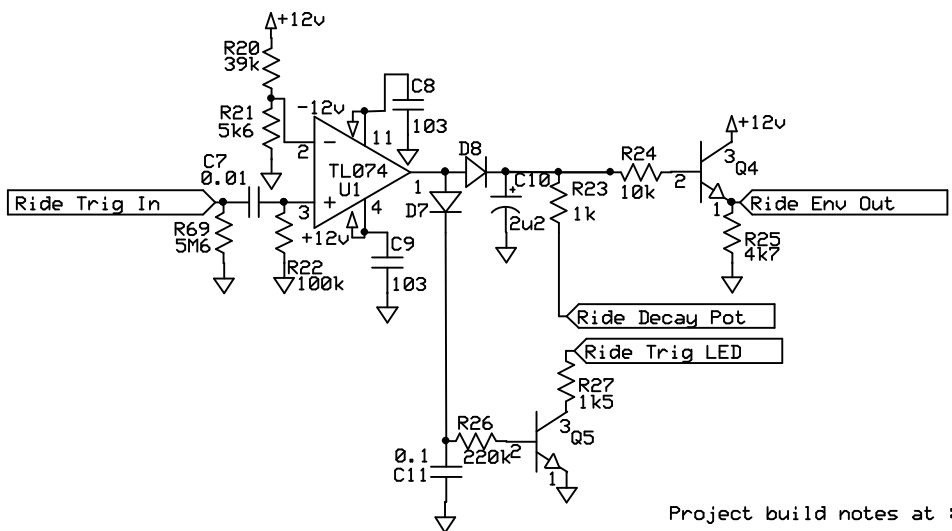 +12v
R20
39k
R21
5k6
-12v
C8
103
11
2
TL074
U1
1
3
4
+12v
C7
0.01
Ride Trig In
R69
5M6
R22
100k
C9
103
D8
D7
C10
+
2u2
R23
1k
R24
10k
+12v
2
3
Q4
1
Ride Env Out
R25
4k7
Ride Decay Pot
Ride Trig LED
R27
1k5
R26
220k
2
3
Q5
1
0.1
C11
Project build notes at